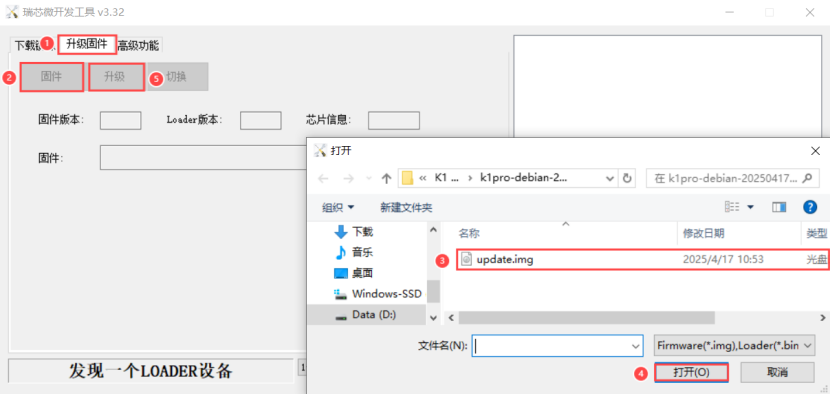 瑞芯微开发工具 v3.32
下载 1 升级固件 高级功能
2 固件 升级 5 切换
固件版本: Loader版本: 芯片信息:
固件:
打开
« K1 ... › k1pro-debian-2...
在 k1pro-debian-20250417...
组织 新建文件夹
名称 修改日期 类型
下载
音乐
桌面
Windows-SSD
Data (D:)
3 update.img 2025/4/17 10:53 光盘
文件名(N): Firmware(*.img),Loader(*.bin
4 打开(O) 取消
发现一个LOADER设备 1